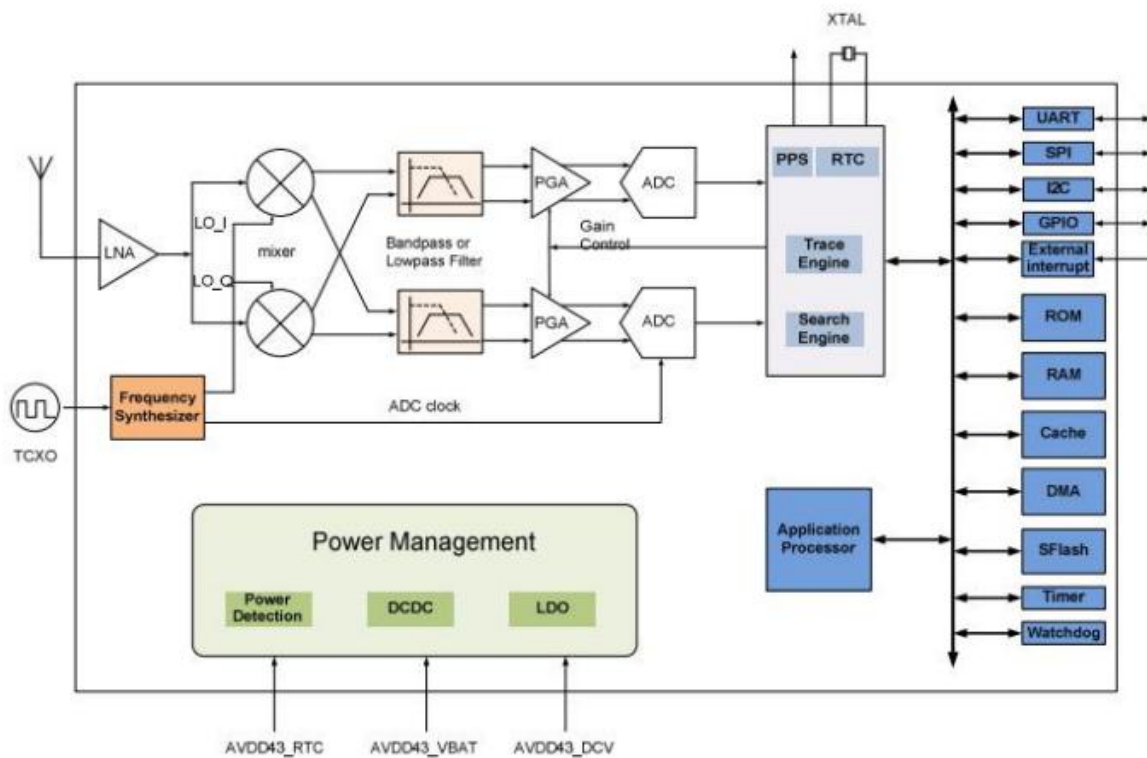 XTAL
UART
PPS
RTC
SPI
PGA
ADC
I2C
LO_I
GPIO
Gain
Control
LNA
mixer
Bandpass or
Lowpass Filter
Trace
Engine
External
interrupt
LO_Q
PGA
ADC
Search
Engine
ROM
RAM
Frequency
Synthesizer
ADC clock
TCXO
Cache
DMA
Application
Processor
Power Management
SFlash
Power
Detection
DCDC
LDO
Timer
Watchdog
AVDD43_RTC
AVDD43_VBAT
AVDD43_DCV